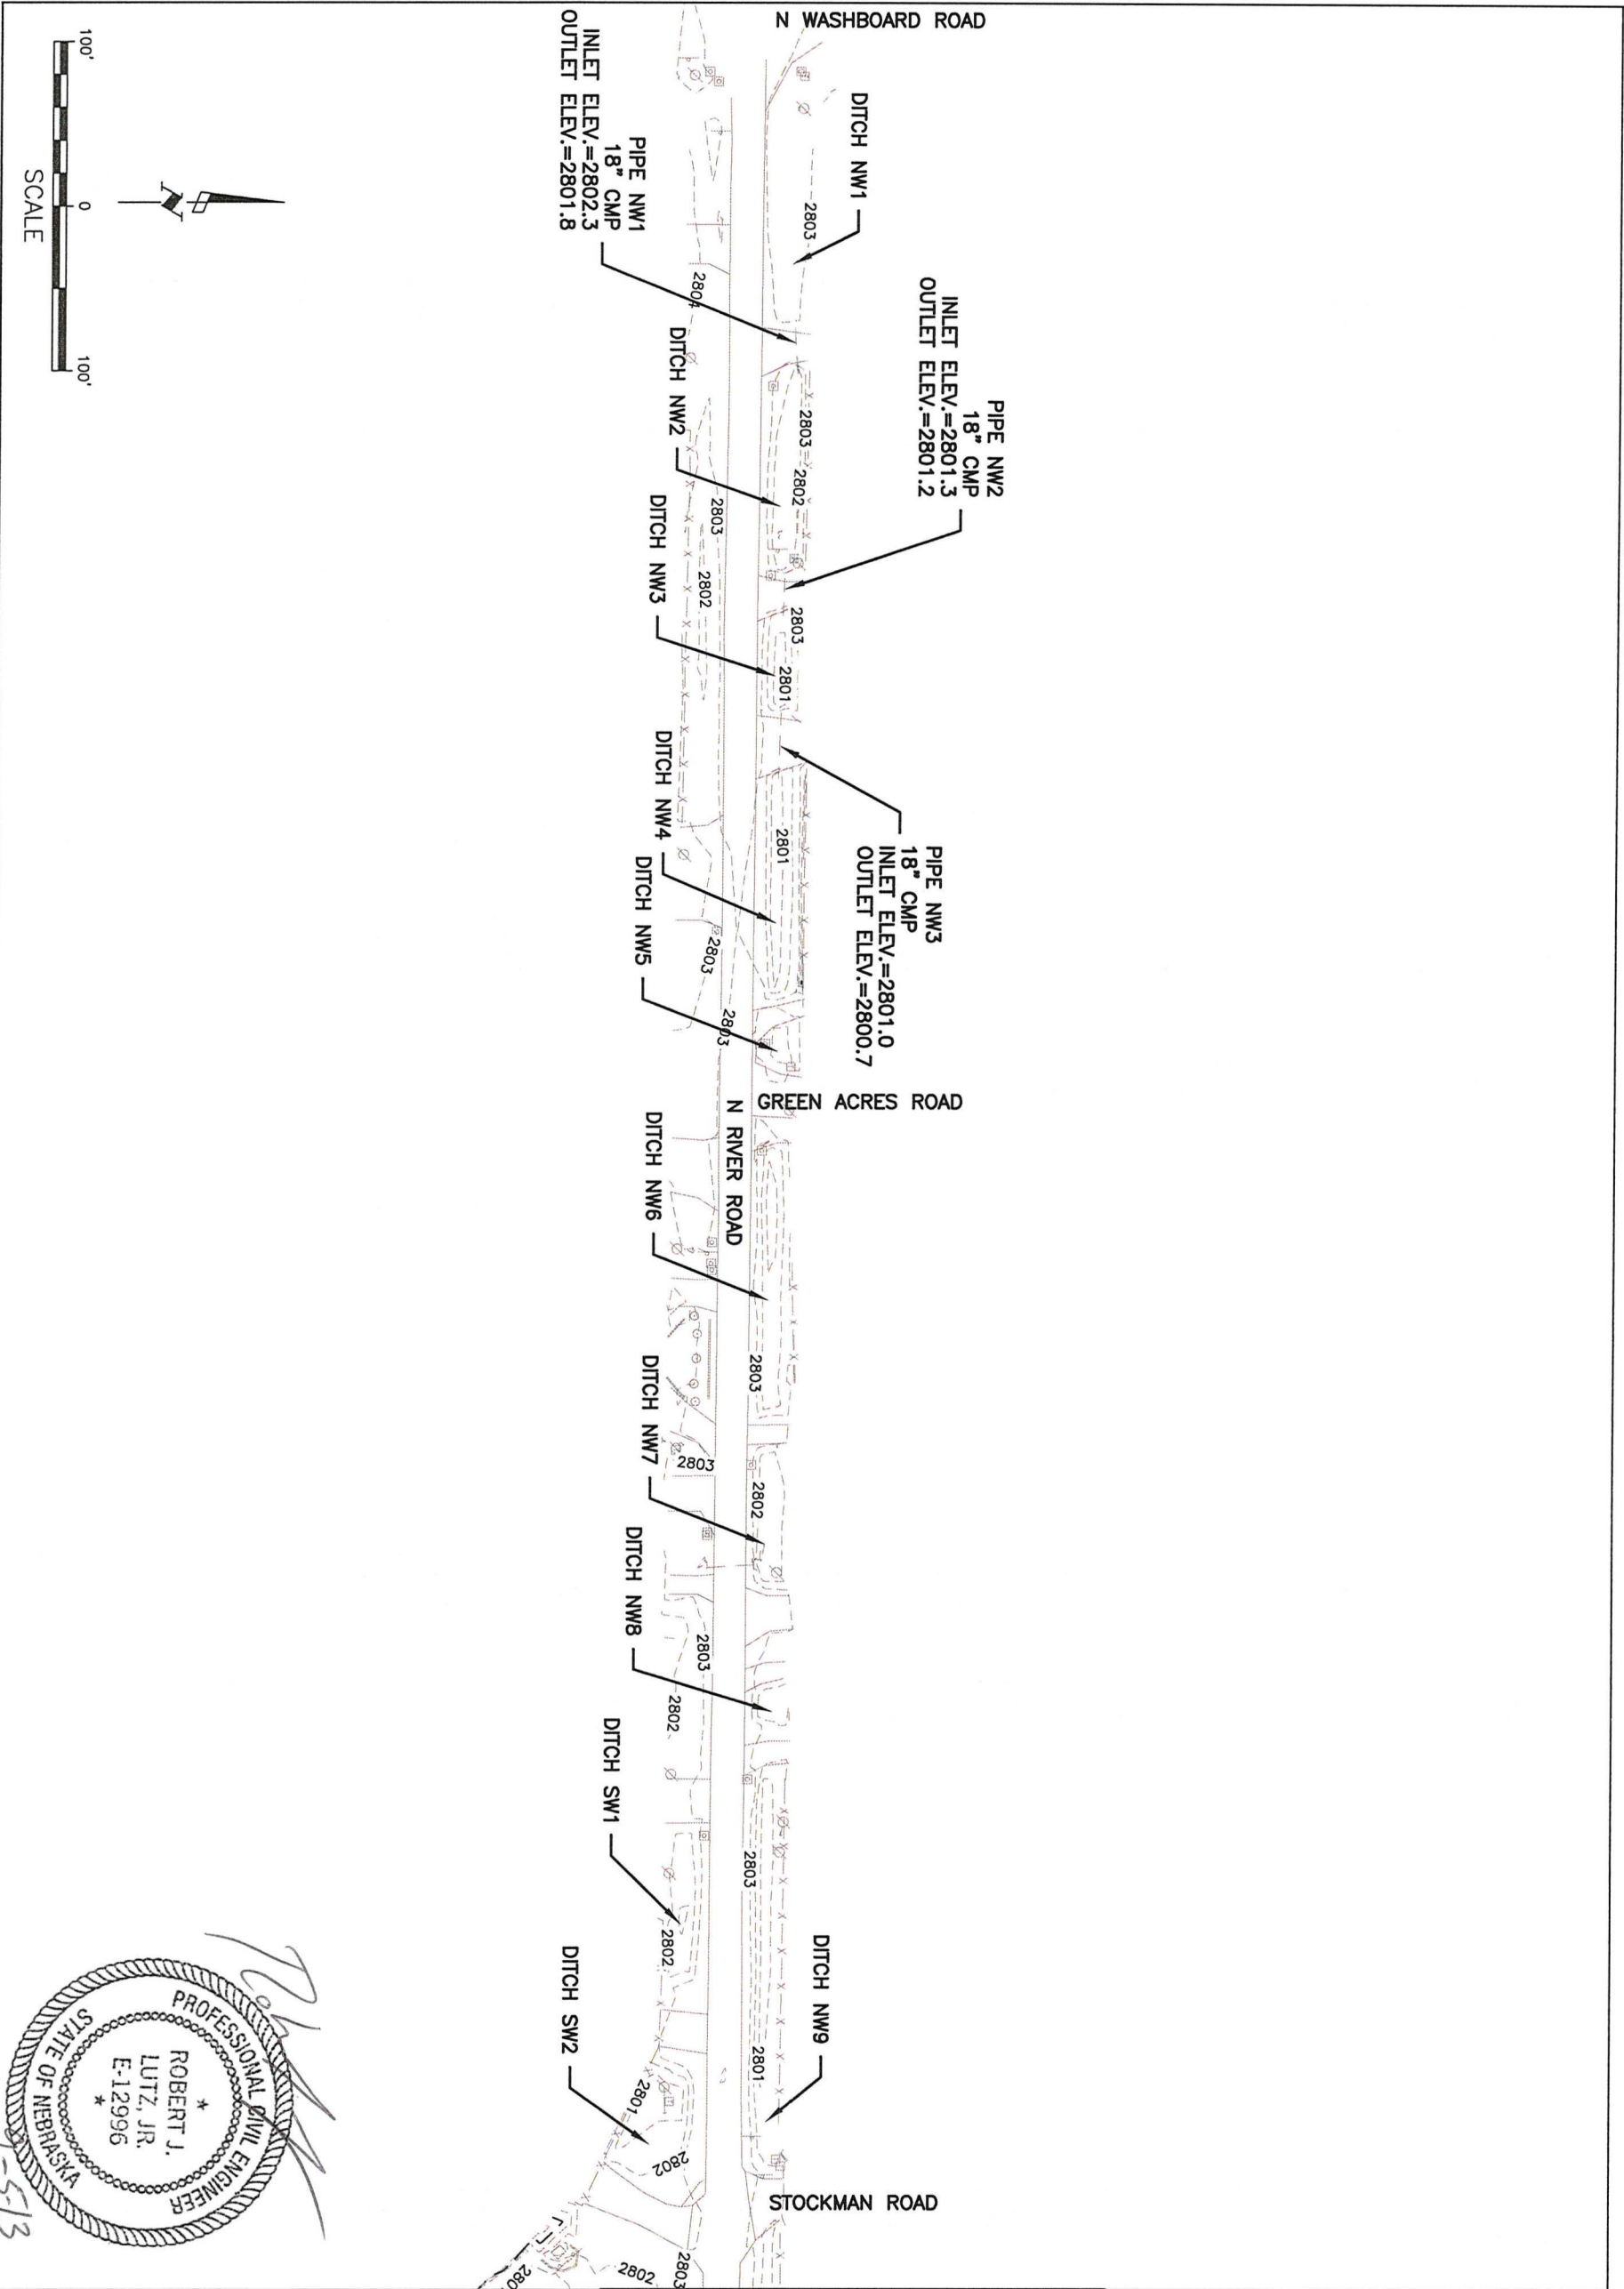 N WASHBOARD ROAD
DITCH NW1
2803
PIPE NW1
18" CMP
INLET ELEV.=2802.3
OUTLET ELEV.=2801.8
2804
PIPE NW2
18" CMP
INLET ELEV.=2801.3
OUTLET ELEV.=2801.2
DITCH NW2
2803
2802
2803
2802
DITCH NW3
2803
2801
PIPE NW3
18" CMP
INLET ELEV.=2801.0
OUTLET ELEV.=2800.7
DITCH NW4
2801
2803
DITCH NW5
2803
GREEN ACRES ROAD
N RIVER ROAD
DITCH NW6
2803
DITCH NW7
2803
2802
DITCH NW8
2803
2802
DITCH SW1
2803
2802
DITCH NW9
2801
DITCH SW2
2801
2802
STOCKMAN ROAD
2803
2802
100'
0
100'
SCALE
N
PROFESSIONAL CIVIL ENGINEER
STATE OF NEBRASKA
ROBERT J.
LUTZ, JR.
E-12996